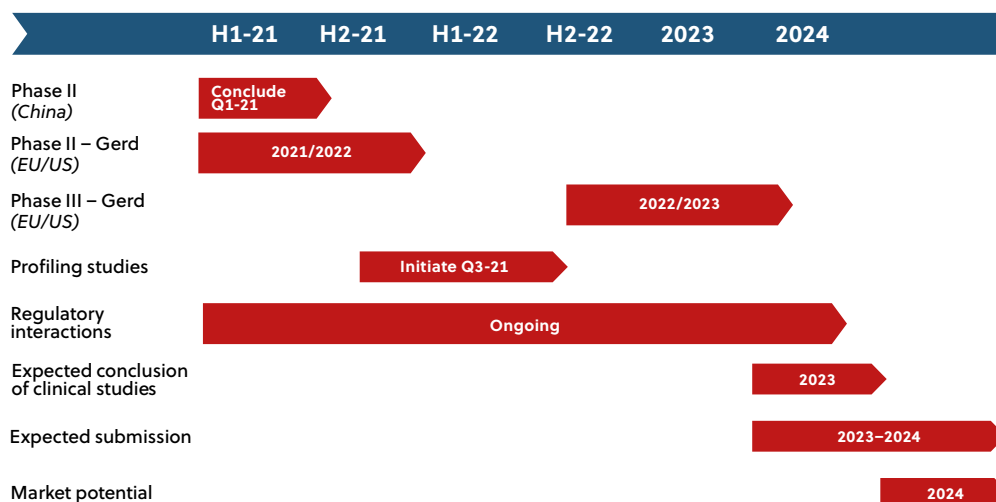 H1-21 H2-21 H1-22 H2-22 2023 2024
Phase II
(China)
Conclude
Q1-21
Phase II – Gerd
(EU/US)
2021/2022
Phase III – Gerd
(EU/US)
2022/2023
Profiling studies
Initiate Q3-21
Regulatory
interactions
Ongoing
Expected conclusion
of clinical studies
2023
Expected submission
2023–2024
Market potential
2024